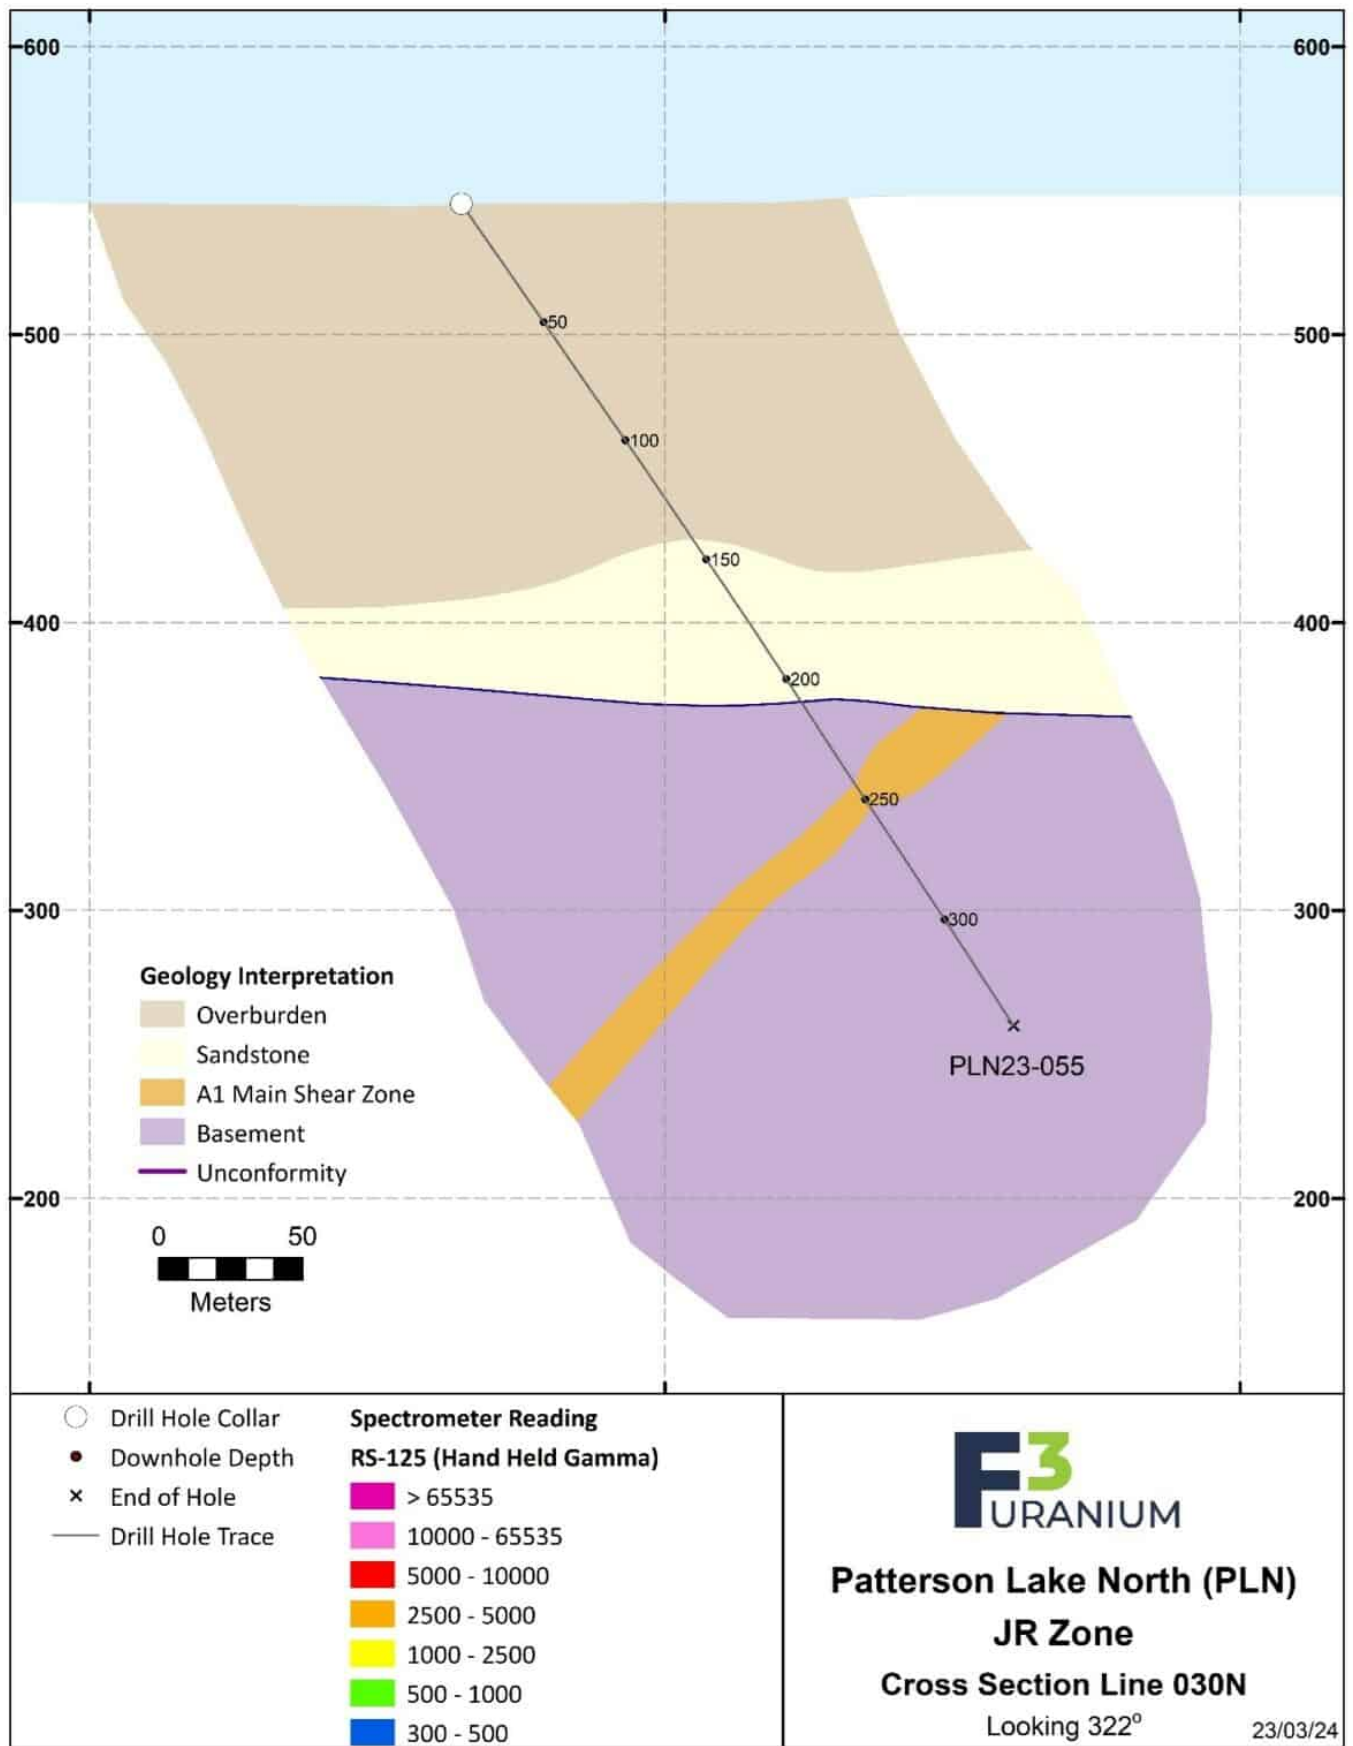 600 600
50
500 500
100
150
400 400
200
250
300 300
300
PLN23-055
Geology Interpretation
Overburden
Sandstone
A1 Main Shear Zone
Basement
Unconformity
200 200
0 50
Meters
Drill Hole Collar
Downhole Depth
End of Hole
Drill Hole Trace
Spectrometer Reading
RS-125 (Hand Held Gamma)
> 65535
10000 - 65535
5000 - 10000
2500 - 5000
1000 - 2500
500 - 1000
300 - 500
F3
URANIUM
Patterson Lake North (PLN)
JR Zone
Cross Section Line 030N
Looking 322°
23/03/24